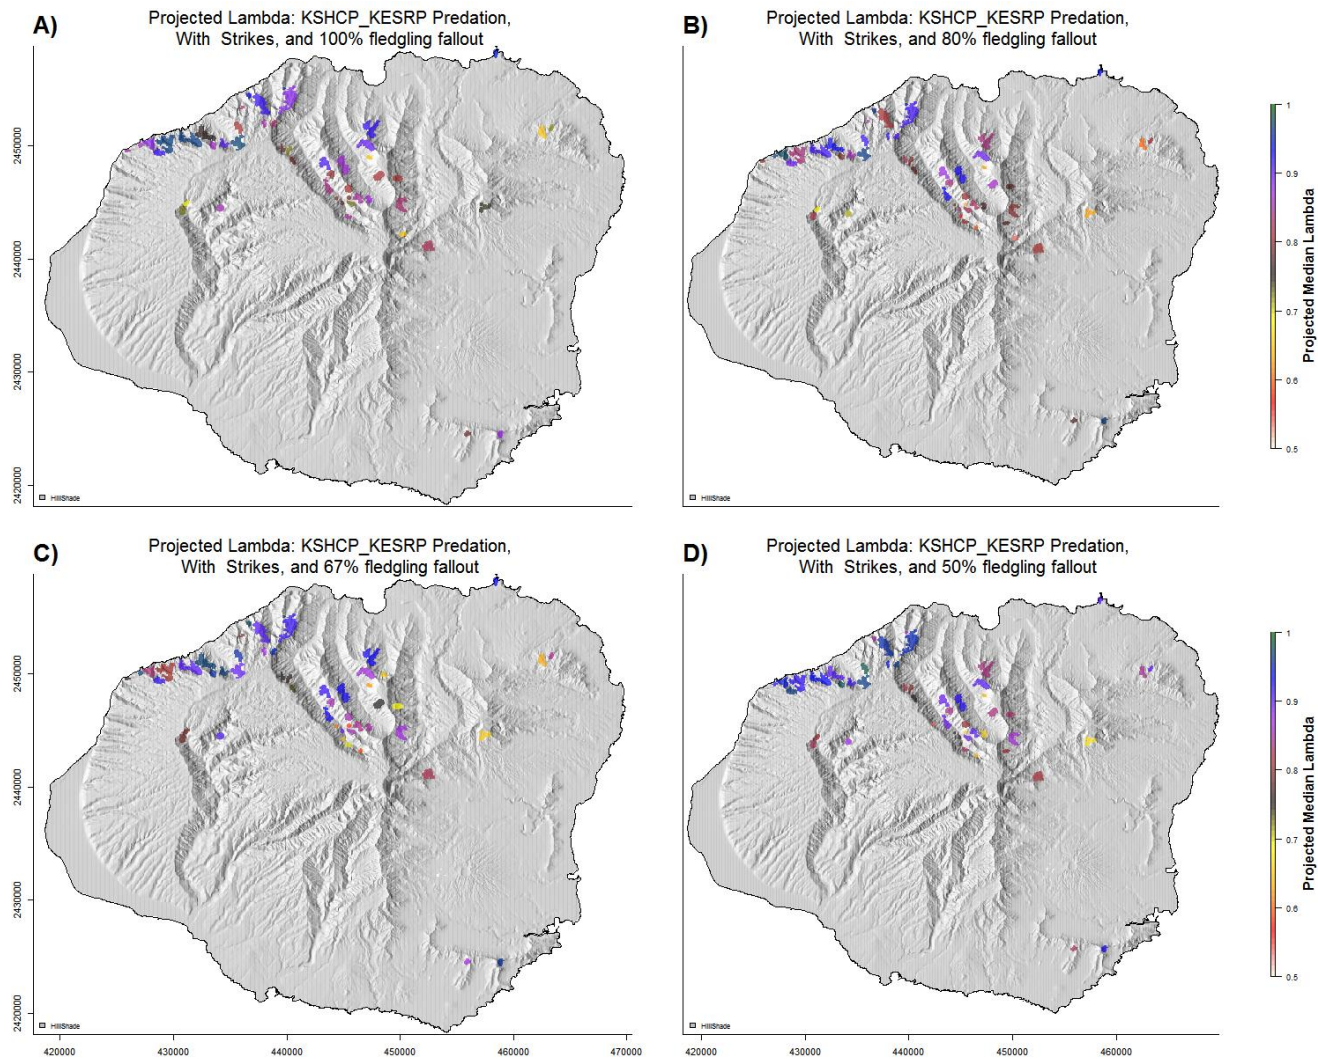 A)
Projected Lambda: KSHCP_KESRP Predation,
With Strikes, and 100% fledgling fallout
2450000
2440000
2430000
2420000
HillShade
B)
Projected Lambda: KSHCP_KESRP Predation,
With Strikes, and 80% fledgling fallout
HillShade
1
0.9
0.8
0.7
0.6
0.5
Projected Median Lambda
C)
Projected Lambda: KSHCP_KESRP Predation,
With Strikes, and 67% fledgling fallout
2450000
2440000
2430000
2420000
HillShade
420000 430000 440000 450000 460000 470000
D)
Projected Lambda: KSHCP_KESRP Predation,
With Strikes, and 50% fledgling fallout
HillShade
420000 430000 440000 450000 460000
1
0.9
0.8
0.7
0.6
0.5
Projected Median Lambda